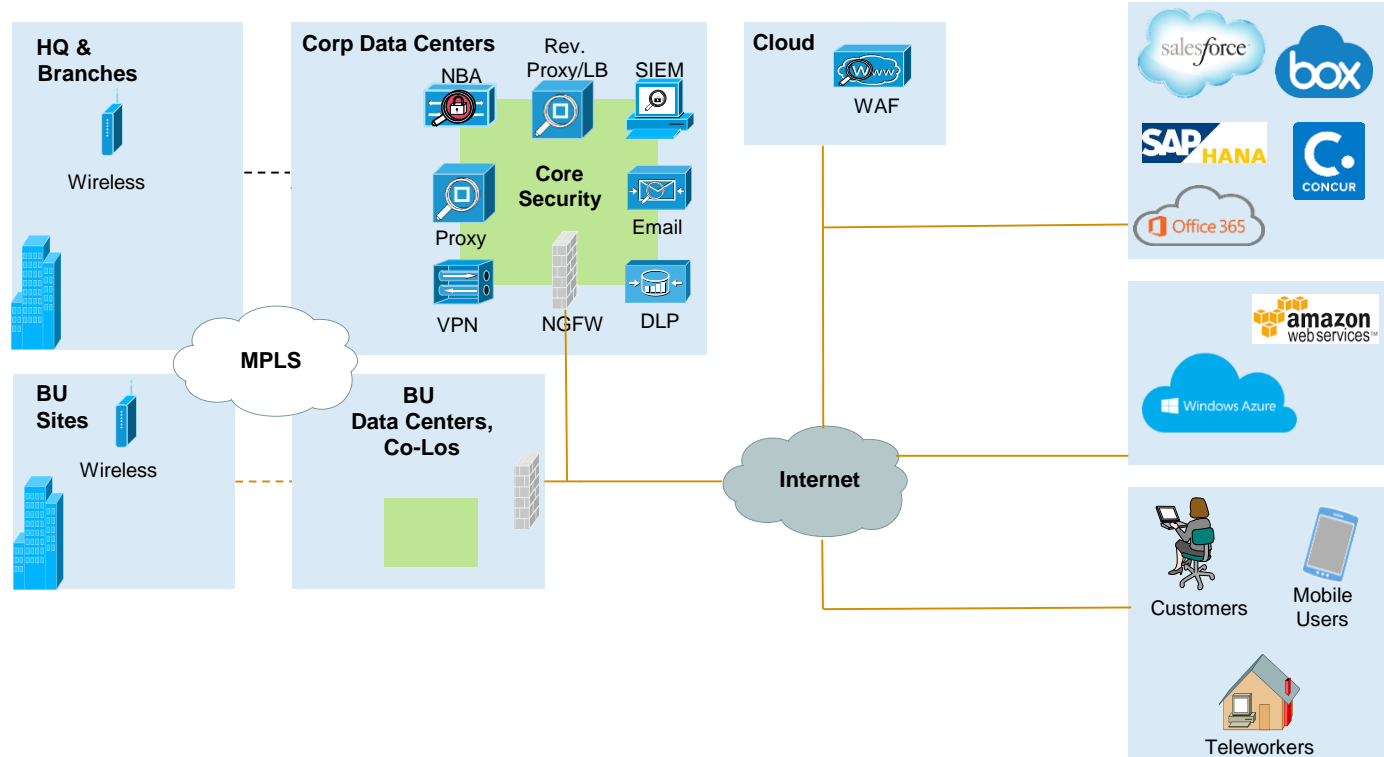 HQ &
Branches
Wireless
Corp Data Centers
NBA
Rev.
Proxy/LB
SIEM
Core
Security
Proxy
Email
VPN
NGFW
DLP
Cloud
Www
WAF
salesforce
box
SAP HANA
C.
CONCUR
Office 365
MPLS
amazon
web services™
Windows Azure
BU
Sites
Wireless
BU
Data Centers,
Co-Los
Internet
Customers
Mobile
Users
Teleworkers